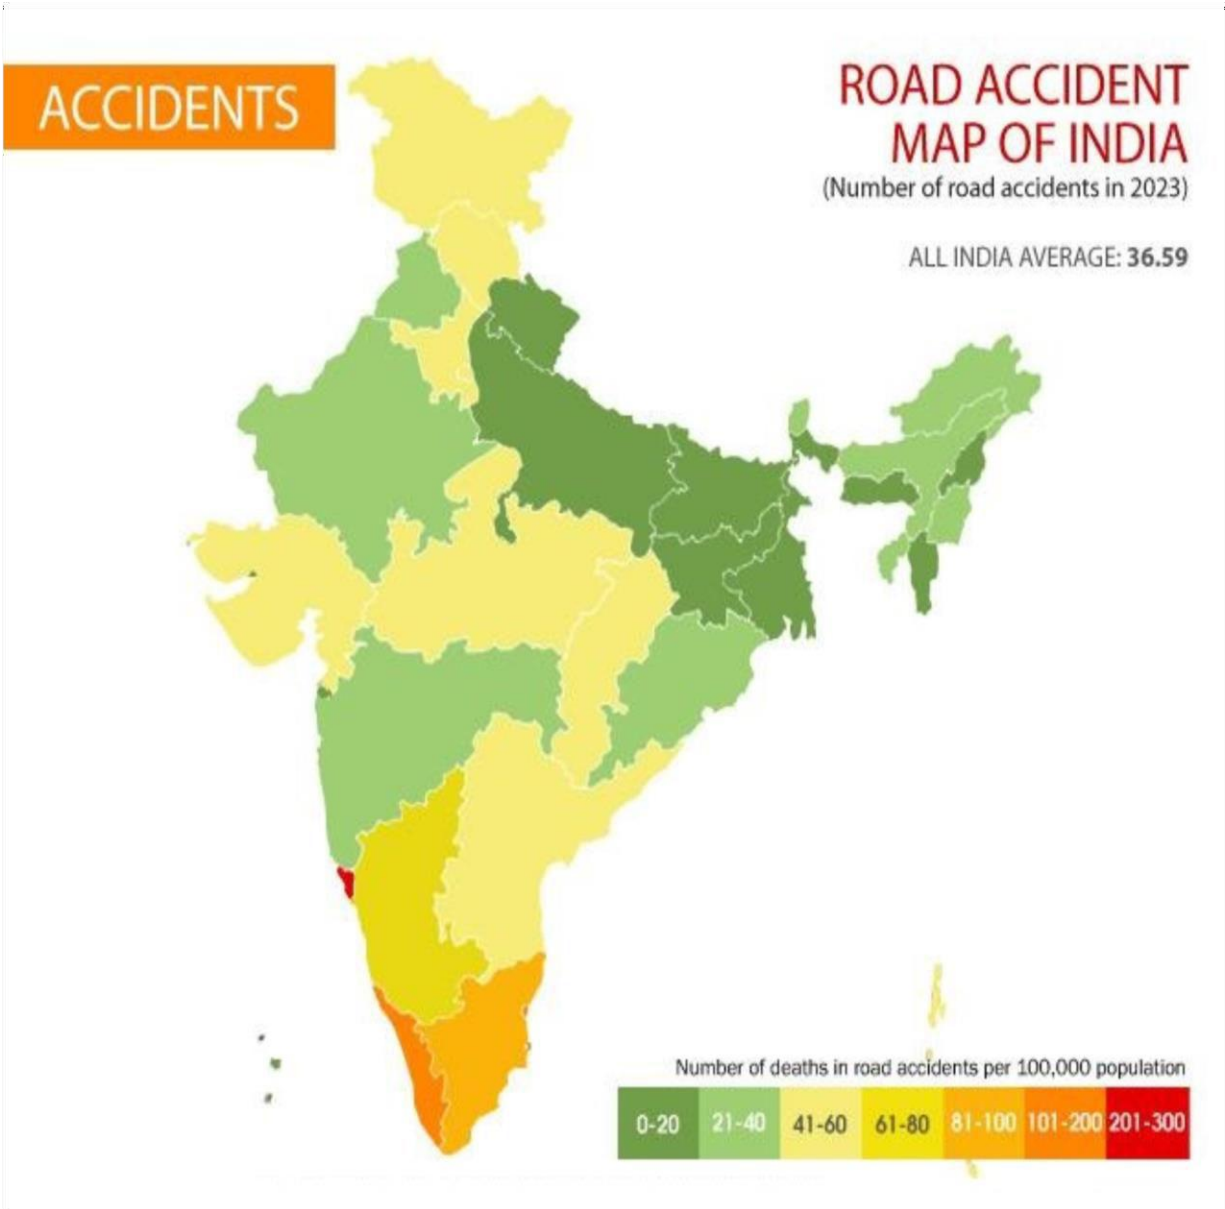 ACCIDENTS
ROAD ACCIDENT
MAP OF INDIA
(Number of road accidents in 2023)
ALL INDIA AVERAGE: 36.59
Number of deaths in road accidents per 100,000 population
0-20 21-40 41-60 61-80 81-100 101-200 201-300